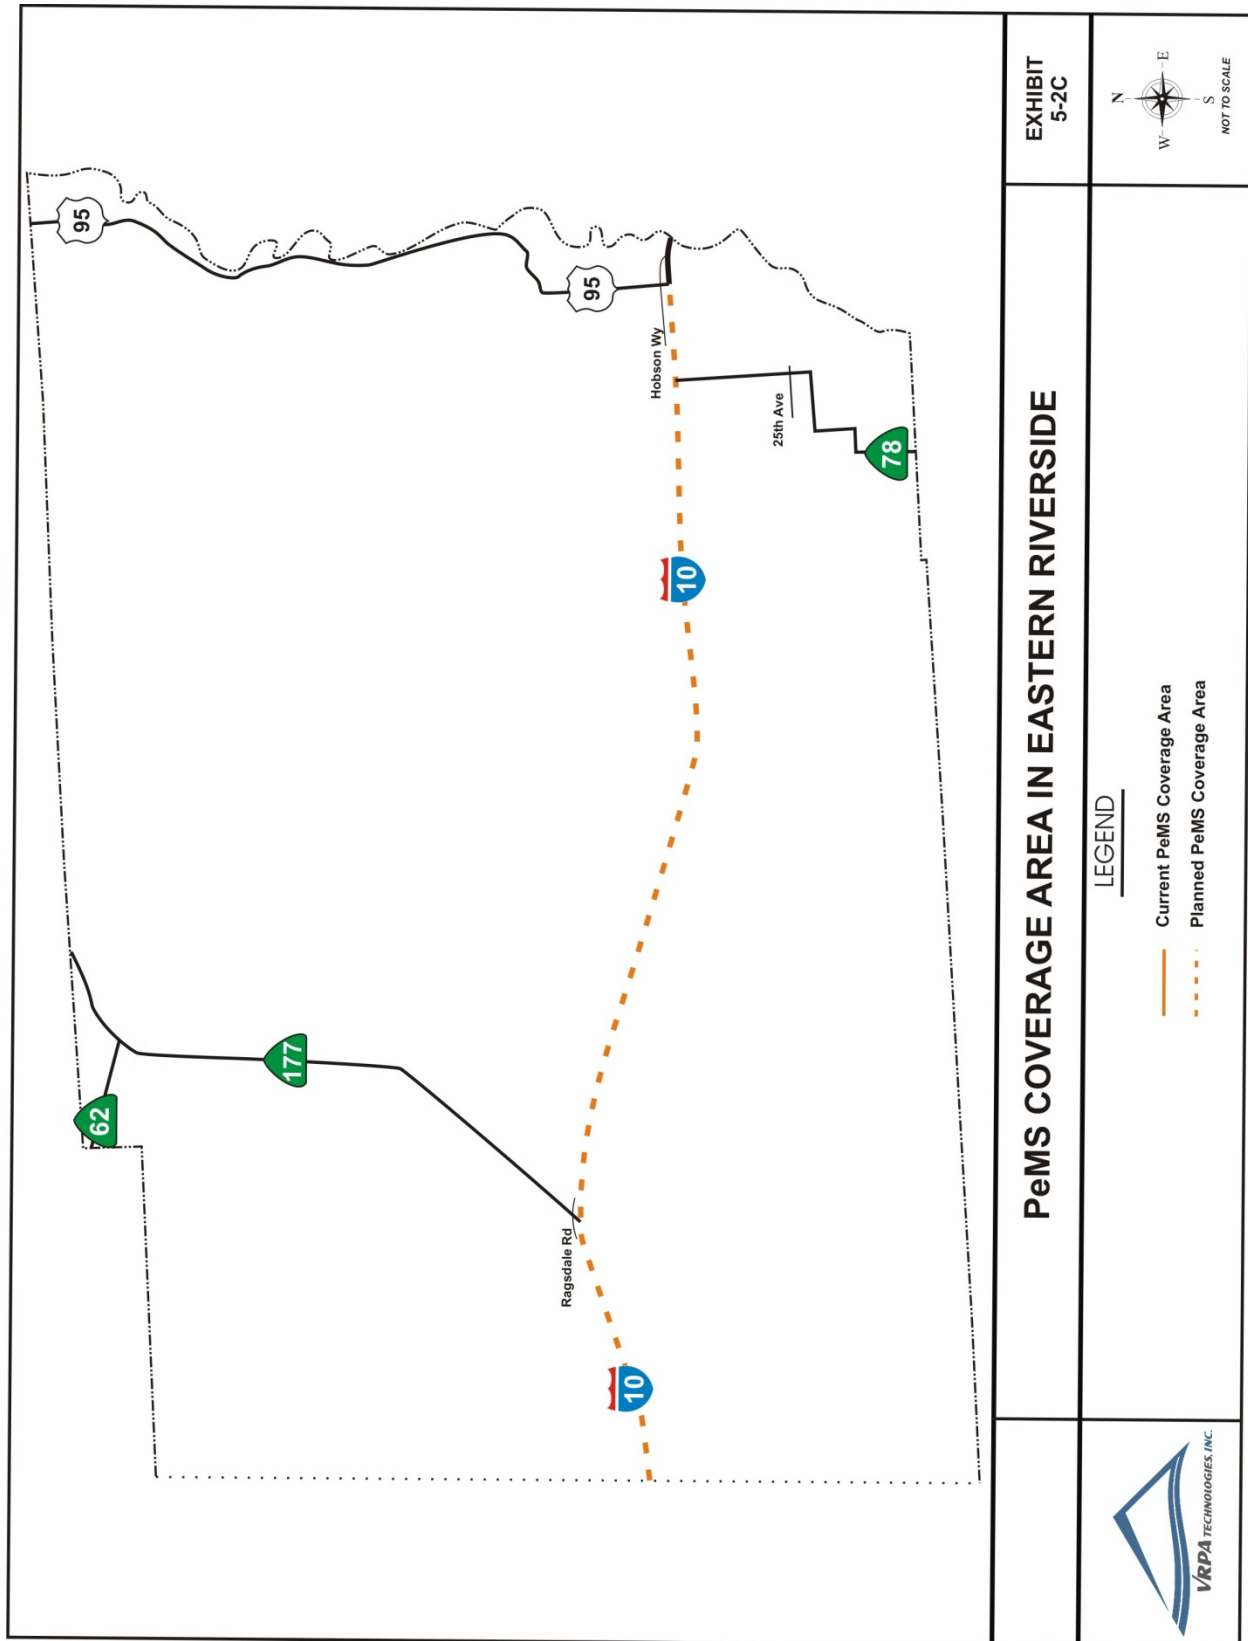 95
95
Hobson Wy
25th Ave
78
10
62
177
Ragsdale Rd
10
PeMS COVERAGE AREA IN EASTERN RIVERSIDE
EXHIBIT
5-2C
LEGEND
Current PeMS Coverage Area
Planned PeMS Coverage Area
N
W
E
S
NOT TO SCALE
VRPA TECHNOLOGIES, INC.